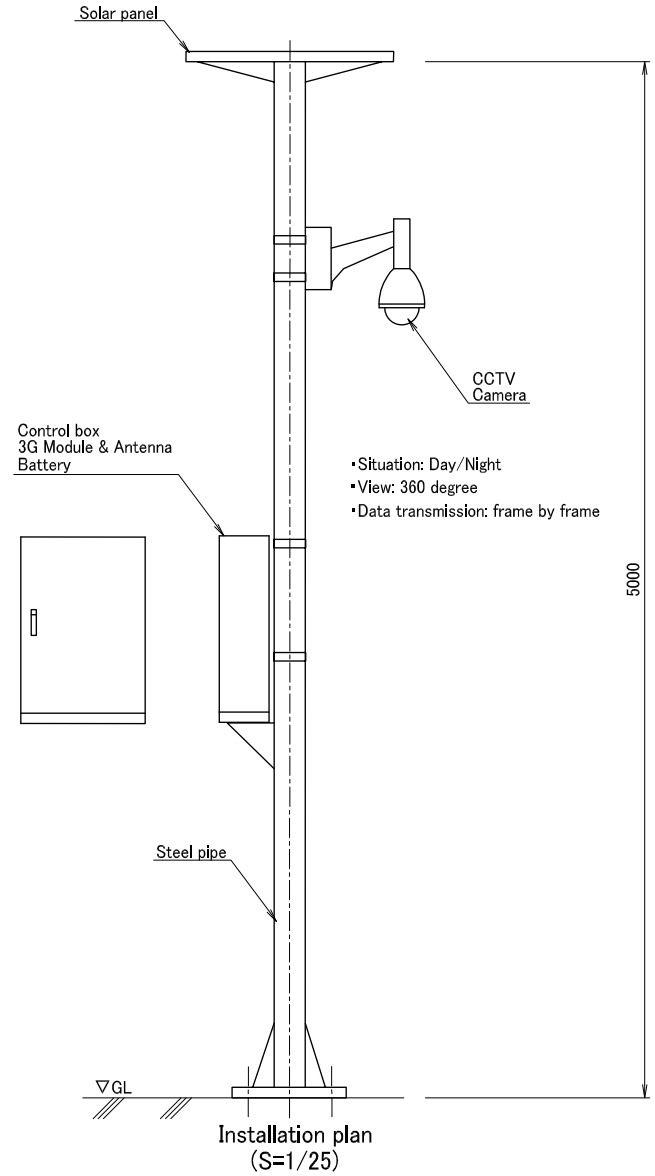 Solar panel
CCTV
Camera
Control box
3G Module & Antenna
Battery
▪Situation: Day/Night
▪View: 360 degree
▪Data transmission: frame by frame
5000
Steel pipe
▽GL
Installation plan
(S=1/25)